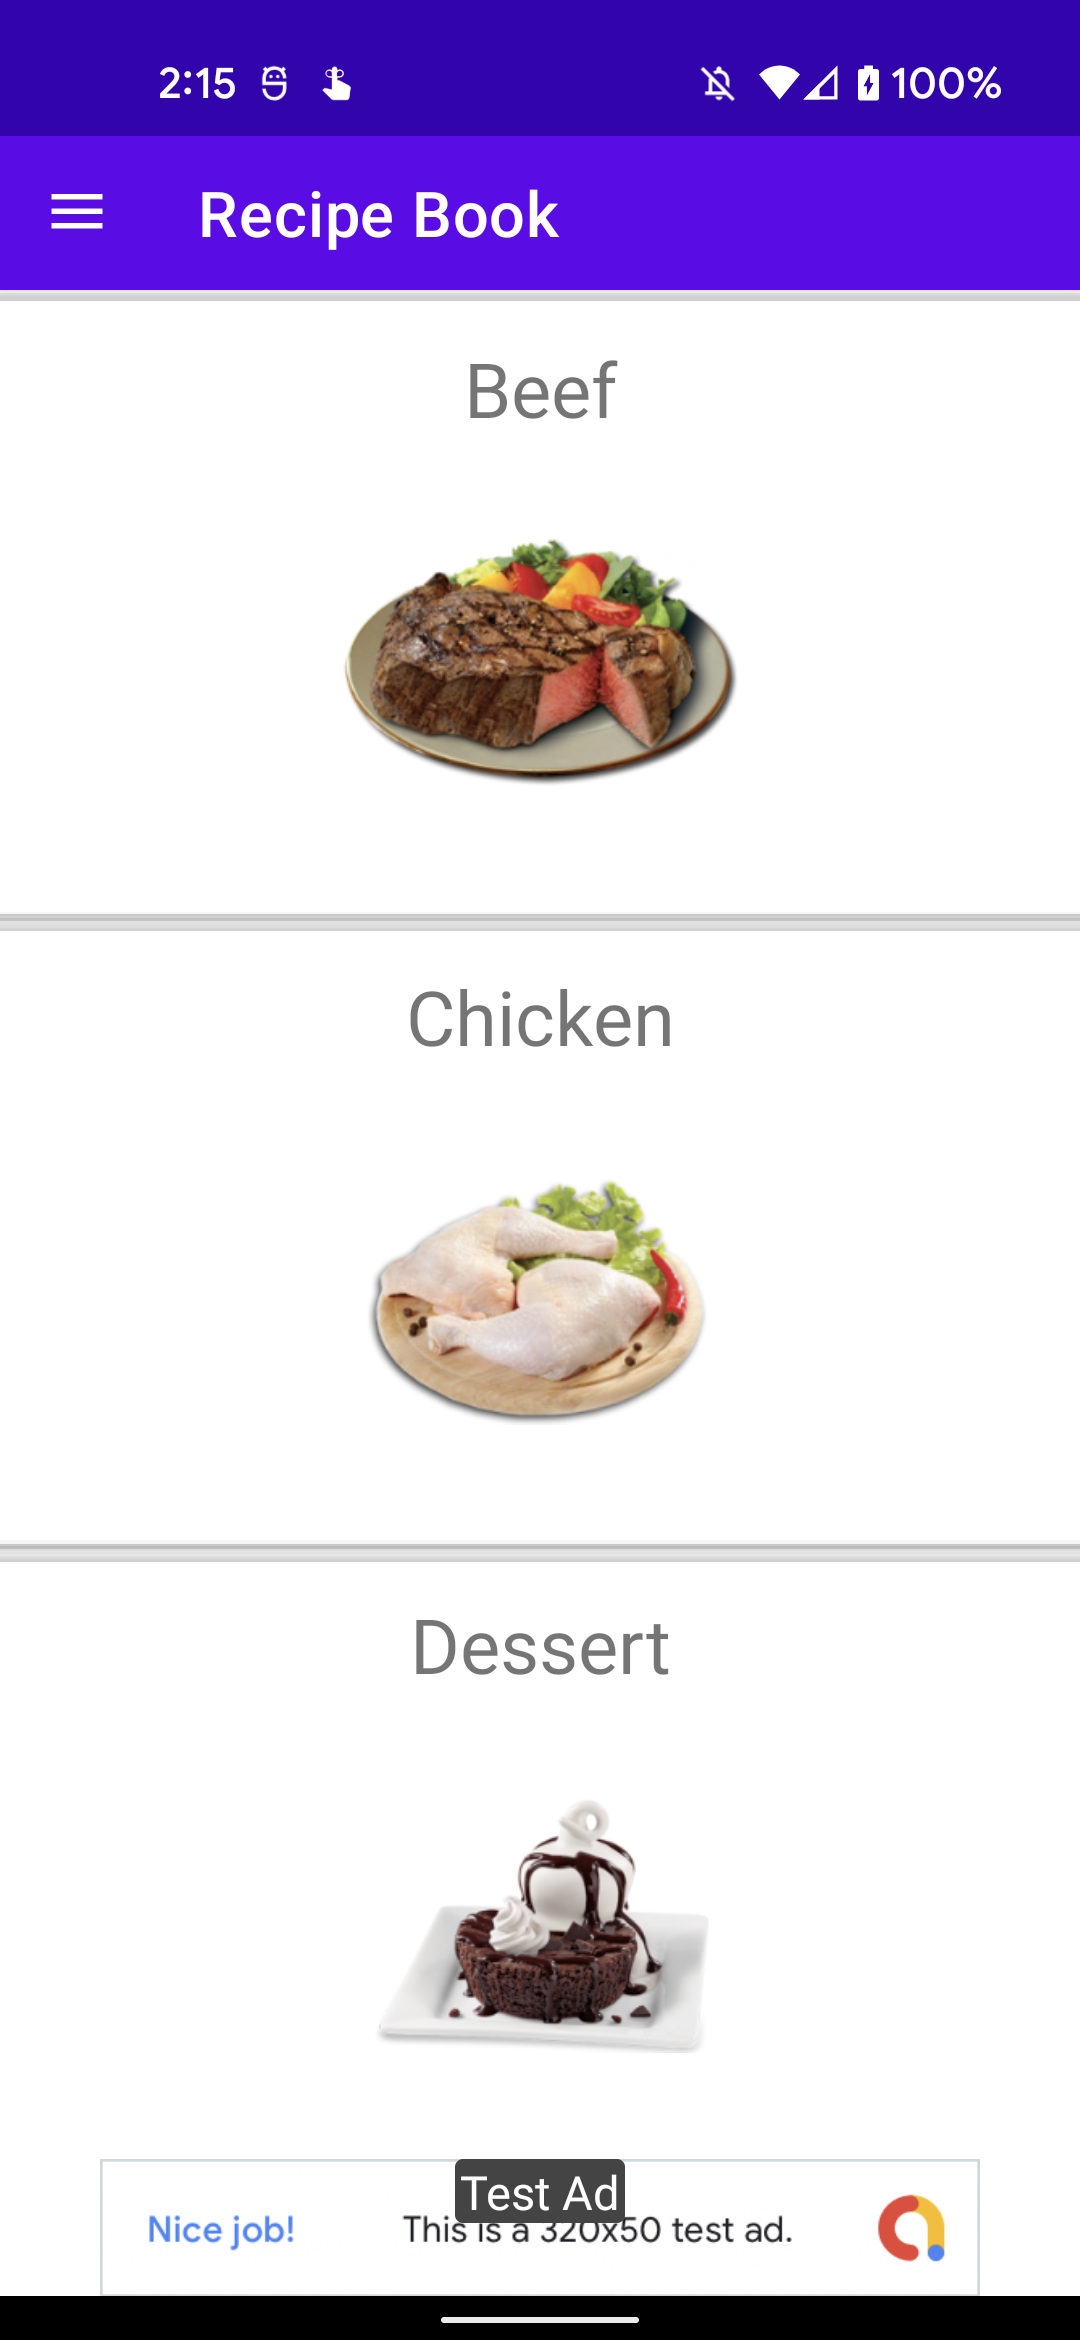 2:15 100%
Recipe Book
Beef
Chicken
Dessert
Test Ad
Nice job! This is a 320x50 test ad.